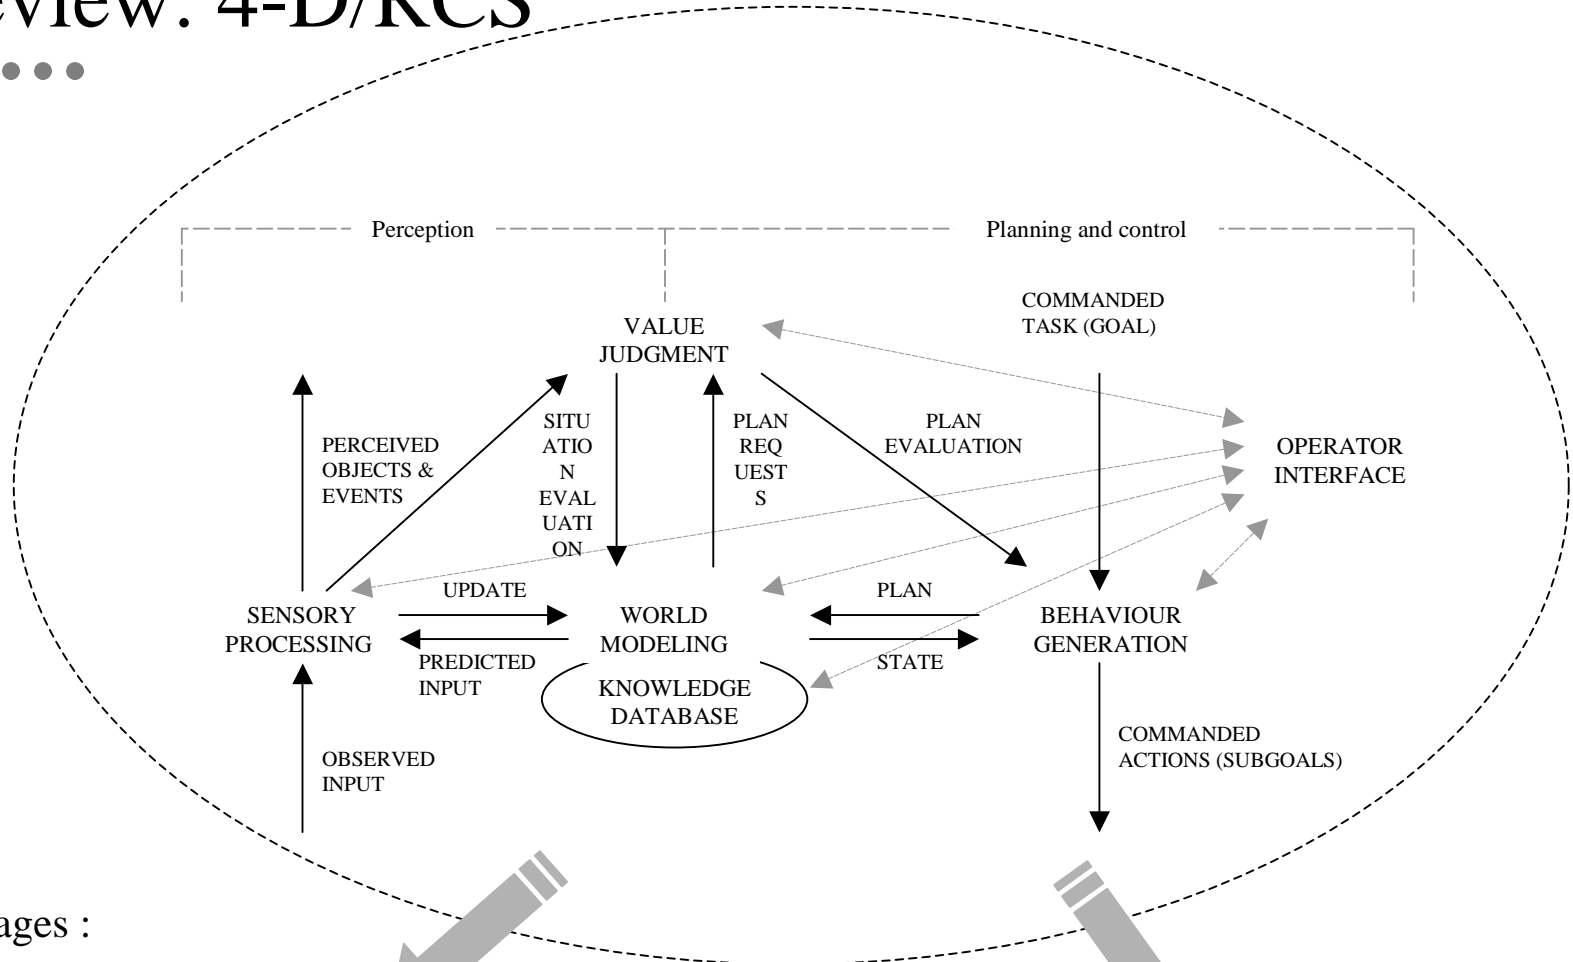 eview: 4-D/RCS
Perception
Planning and control
COMMANDED
TASK (GOAL)
VALUE
JUDGMENT
PERCEIVED
OBJECTS &
EVENTS
SITU
ATIO
N
EVAL
UATI
ON
PLAN
REQ
UEST
S
PLAN
EVALUATION
OPERATOR
INTERFACE
UPDATE
PLAN
SENSORY
PROCESSING
WORLD
MODELING
BEHAVIOUR
GENERATION
PREDICTED
INPUT
STATE
KNOWLEDGE
DATABASE
OBSERVED
INPUT
COMMANDED
ACTIONS (SUBGOALS)
ages :